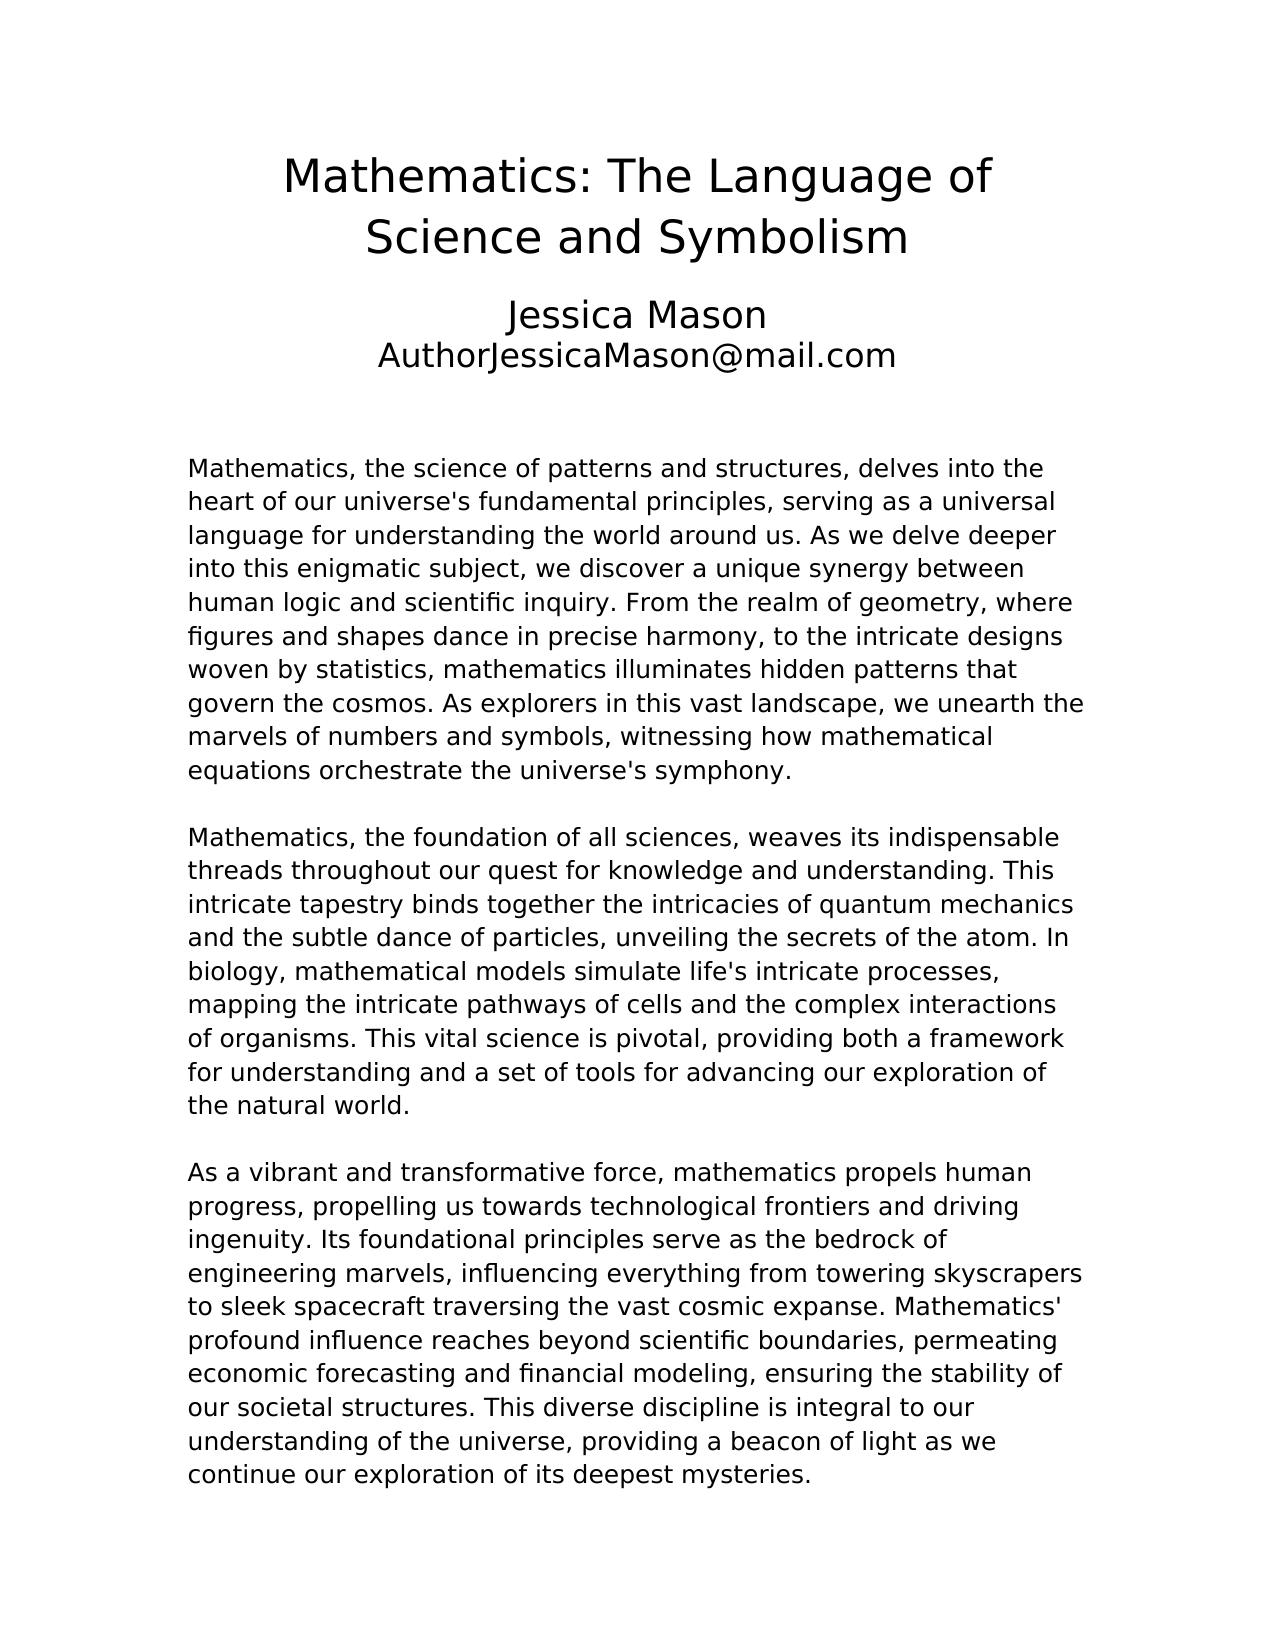 Mathematics: The Language of
Science and Symbolism
Jessica Mason
AuthorJessicaMason@mail.com
Mathematics, the science of patterns and structures, delves into the
heart of our universe's fundamental principles, serving as a universal
language for understanding the world around us. As we delve deeper
into this enigmatic subject, we discover a unique synergy between
human logic and scientific inquiry. From the realm of geometry, where
figures and shapes dance in precise harmony, to the intricate designs
woven by statistics, mathematics illuminates hidden patterns that
govern the cosmos. As explorers in this vast landscape, we unearth the
marvels of numbers and symbols, witnessing how mathematical
equations orchestrate the universe's symphony.
Mathematics, the foundation of all sciences, weaves its indispensable
threads throughout our quest for knowledge and understanding. This
intricate tapestry binds together the intricacies of quantum mechanics
and the subtle dance of particles, unveiling the secrets of the atom. In
biology, mathematical models simulate life's intricate processes,
mapping the intricate pathways of cells and the complex interactions
of organisms. This vital science is pivotal, providing both a framework
for understanding and a set of tools for advancing our exploration of
the natural world.
As a vibrant and transformative force, mathematics propels human
progress, propelling us towards technological frontiers and driving
ingenuity. Its foundational principles serve as the bedrock of
engineering marvels, influencing everything from towering skyscrapers
to sleek spacecraft traversing the vast cosmic expanse. Mathematics'
profound influence reaches beyond scientific boundaries, permeating
economic forecasting and financial modeling, ensuring the stability of
our societal structures. This diverse discipline is integral to our
understanding of the universe, providing a beacon of light as we
continue our exploration of its deepest mysteries.